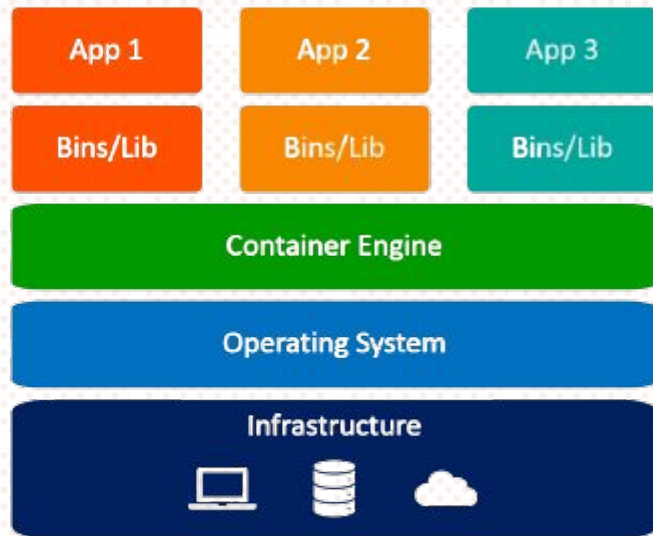 App 1
App 2
App 3
Bins/Lib
Bins/Lib
Bins/Lib
Container Engine
Operating System
Infrastructure